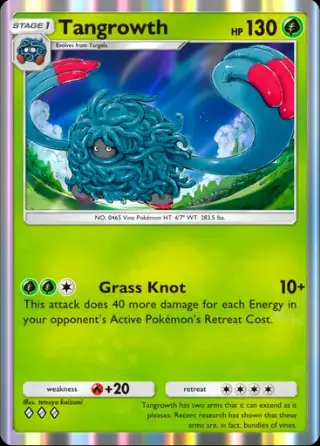 STAGE 1
Tangrowth
HP 130
Evolves from Tangela
NO. 0465 Vine Pokémon HT: 6'7" WT: 283.5 lbs.
Grass Knot 10+
This attack does 40 more damage for each Energy in
your opponent's Active Pokémon's Retreat Cost.
weakness +20 retreat
Illus. tetsuya koizumi
Tangrowth has two arms that it can extend as it
pleases. Recent research has shown that these
arms are, in fact, bundles of vines.